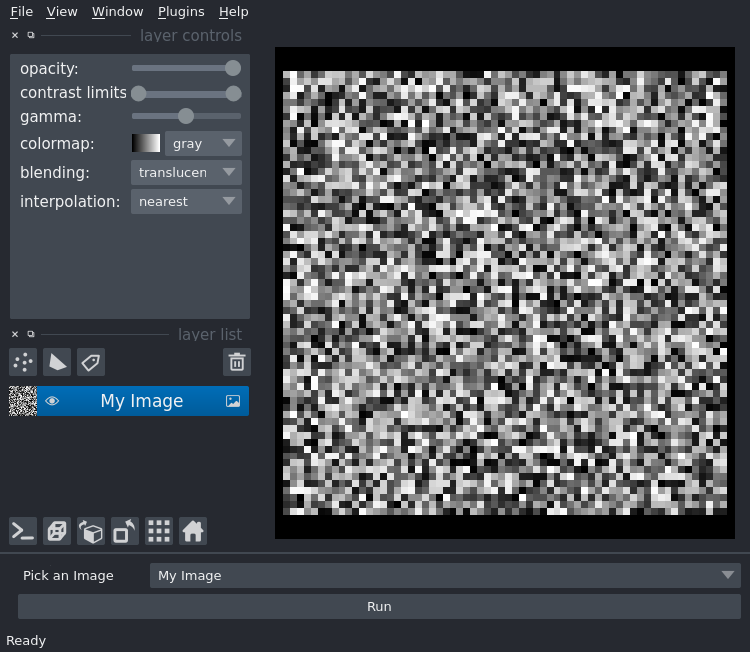 File View Window Plugins Help
layer controls
opacity:
contrast limits
gamma:
colormap: gray
blending: translucen
interpolation: nearest
layer list
My Image
Pick an Image My Image
Run
Ready